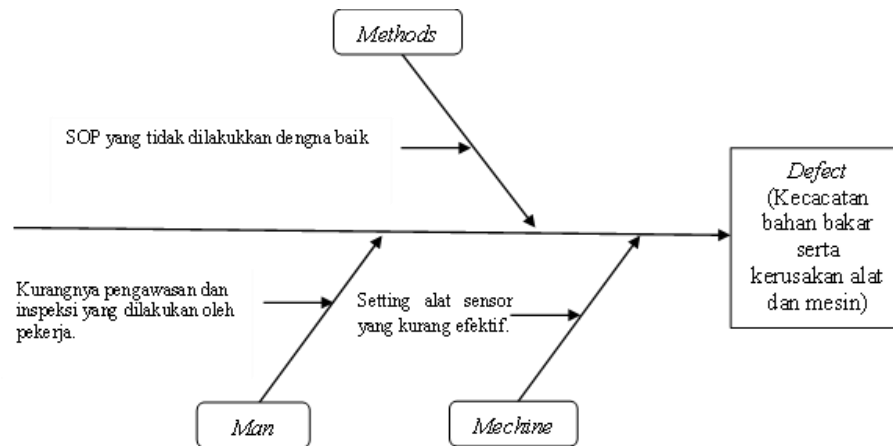 Methods
SOP yang tidak dilakukkan dengna baik
Defect
(Kecacatan
bahan bakar
serta
kerusakan alat
dan mesin)
Kurangnya pengawasan dan
inspeksi yang dilakukan oleh
pekerja.
Setting alat sensor
yang kurang efektif.
Man
Mechine